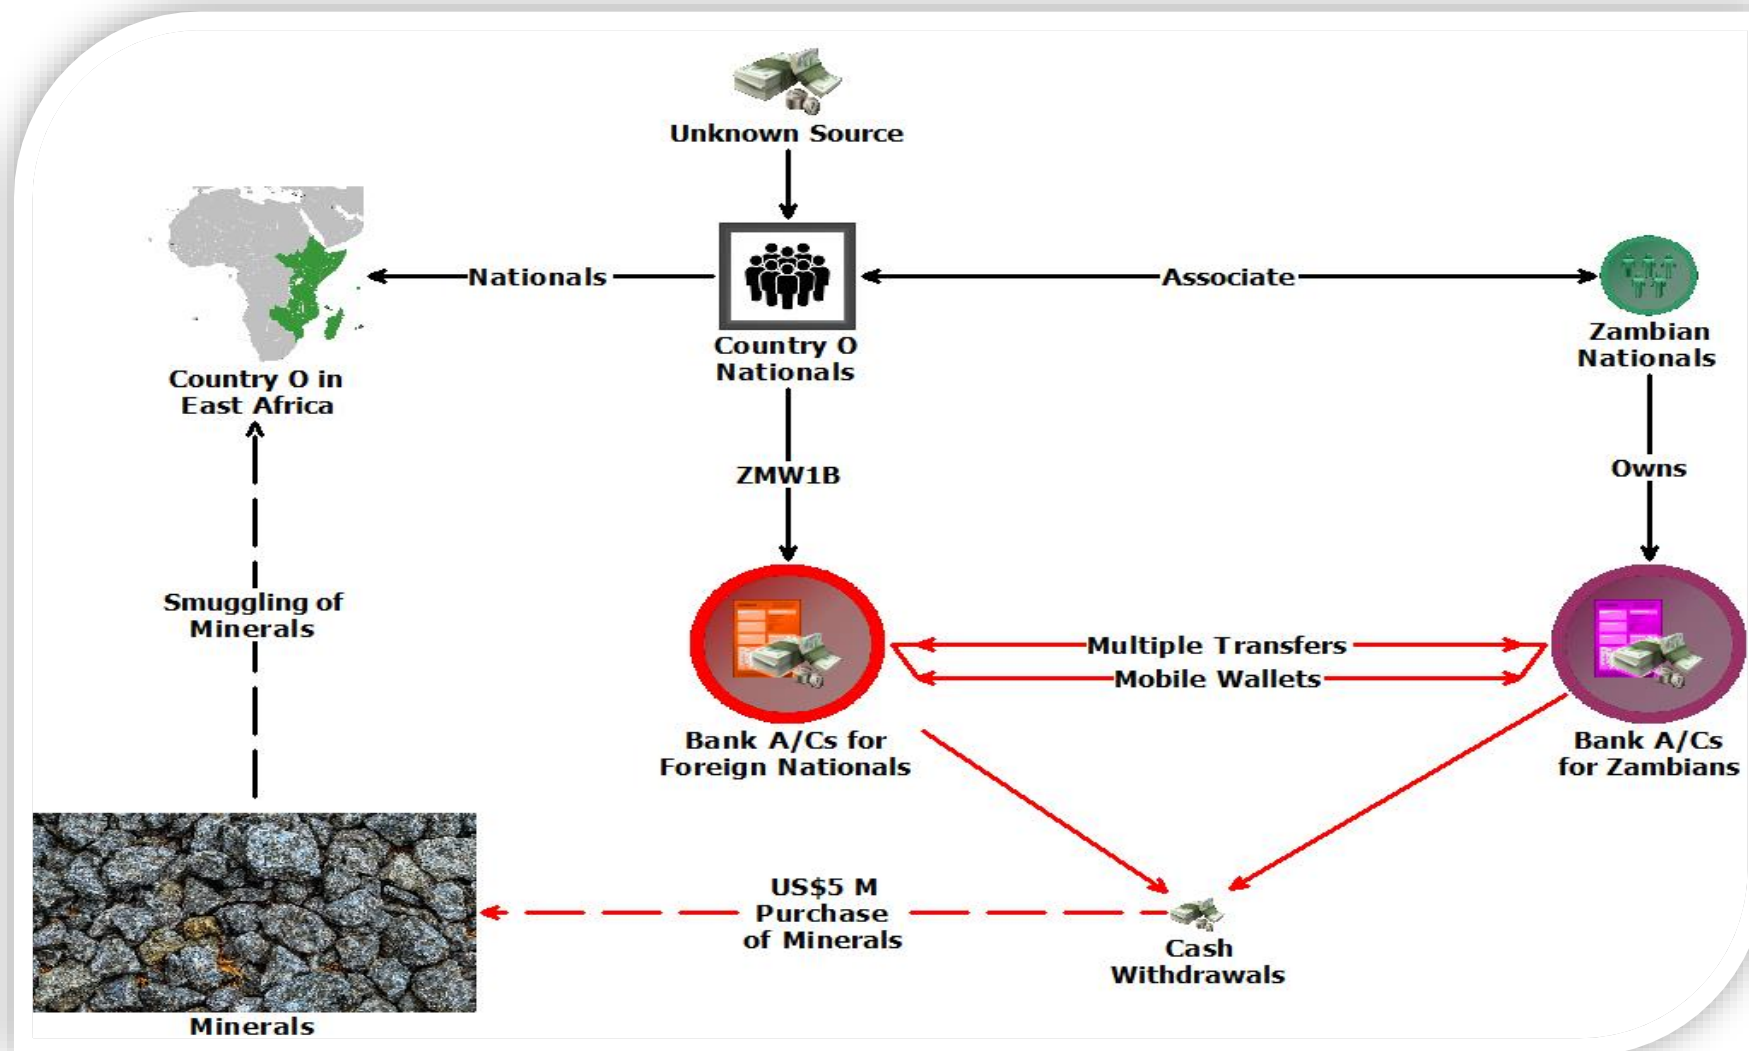 Unknown Source
Nationals
Associate
Country O
Nationals
Zambian
Nationals
Country O in
East Africa
ZMW1B
Owns
Smuggling of
Minerals
Multiple Transfers
Mobile Wallets
Bank A/Cs for
Foreign Nationals
Bank A/Cs
for Zambians
US$5 M
Purchase
of Minerals
Cash
Withdrawals
Minerals